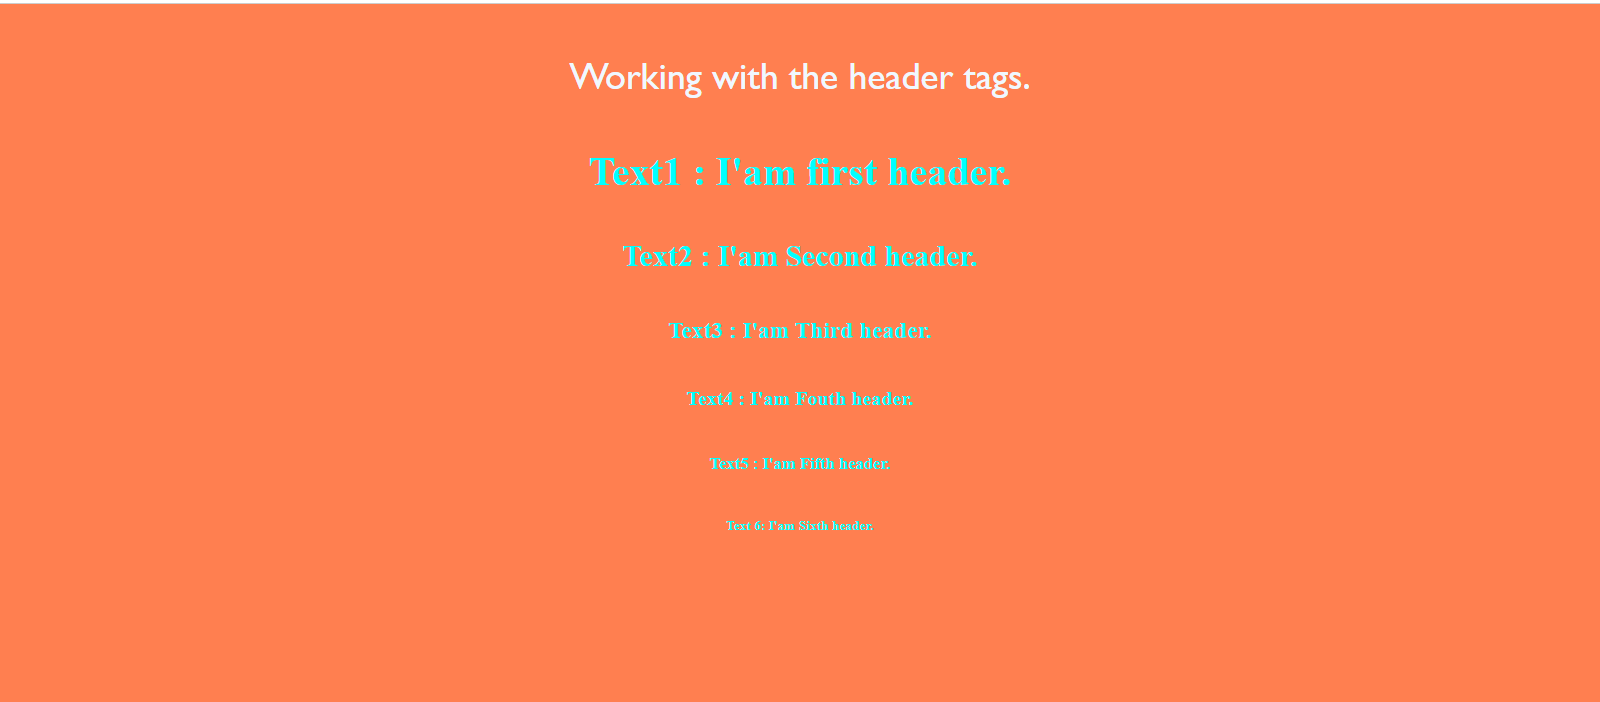 Working with the header tags.
Text1 : I'am first header.
Text2 : I'am Second header.
Text3 : I'am Third header.
Text4 : I'am Fouth header.
Text5 : I'am Fifth header.
Text 6: I'am Sixth header.